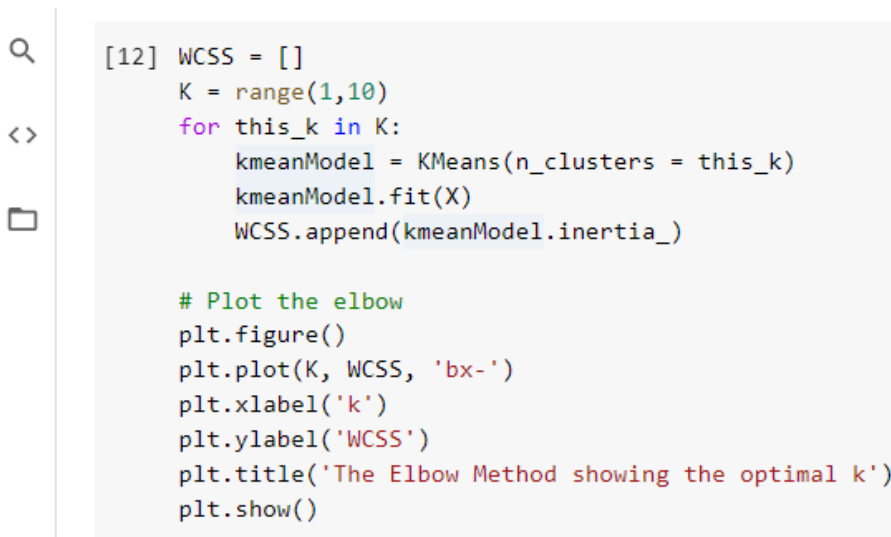 [12] WCSS = []
K = range(1,10)
for this_k in K:
    kmeanModel = KMeans(n_clusters = this_k)
    kmeanModel.fit(X)
    WCSS.append(kmeanModel.inertia_)

# Plot the elbow
plt.figure()
plt.plot(K, WCSS, 'bx-')
plt.xlabel('k')
plt.ylabel('WCSS')
plt.title('The Elbow Method showing the optimal k')
plt.show()